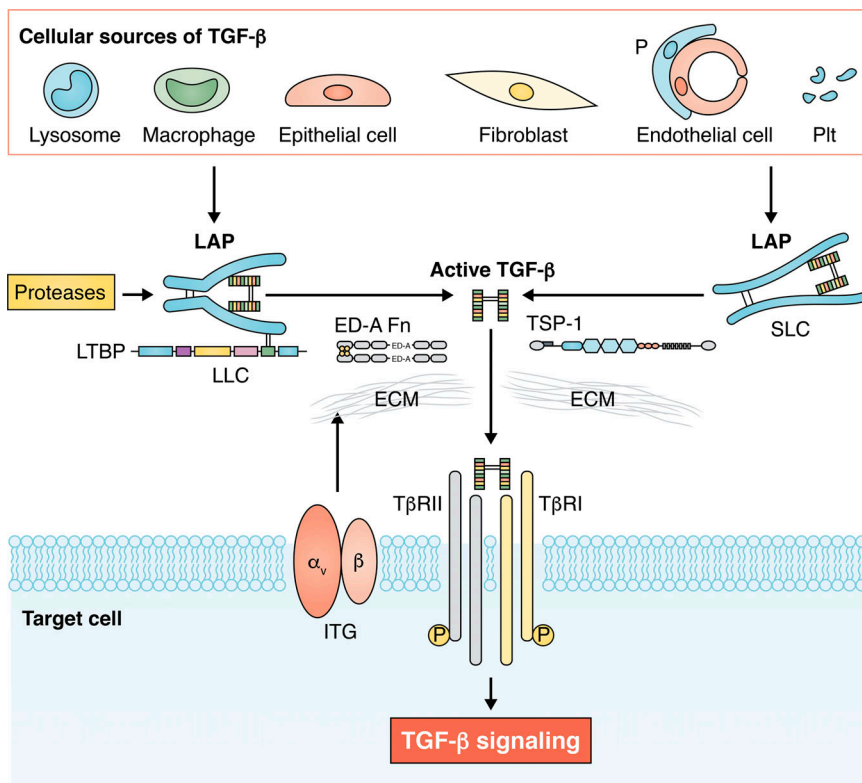 Cellular sources of TGF-β
P
Lysosome
Macrophage
Epithelial cell
Fibroblast
Endothelial cell
Plt
LAP
LAP
Proteases
Active TGF-β
SLC
LTBP
LLC
ED-A Fn
ED-A
ED-A
TSP-1
ECM
ECM
TβRII
TβRI
αv
β
Target cell
ITG
P
P
TGF-β signaling